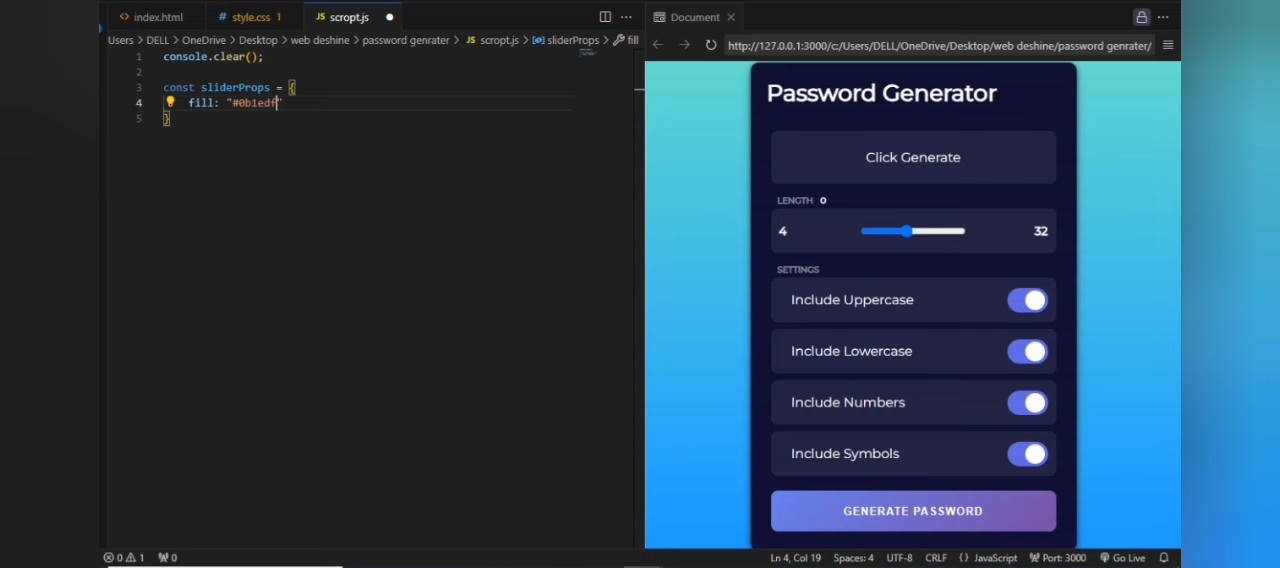 index.html
style.css 1
JS scropt.js
Users > DELL > OneDrive > Desktop > web deshine > password genrater > JS scropt.js > sliderProps > fill
1 console.clear();
2
3 const sliderProps = {
4 fill: "#0b1edf"
5 }
Document
http://127.0.0.1:3000/c:/Users/DELL/OneDrive/Desktop/web deshine/password genrater/
Password Generator
Click Generate
LENGTH 0
4 32
SETTINGS
Include Uppercase
Include Lowercase
Include Numbers
Include Symbols
GENERATE PASSWORD
0 1 0 Ln 4, Col 19 Spaces: 4 UTF-8 CRLF {} JavaScript Port: 3000 Go Live